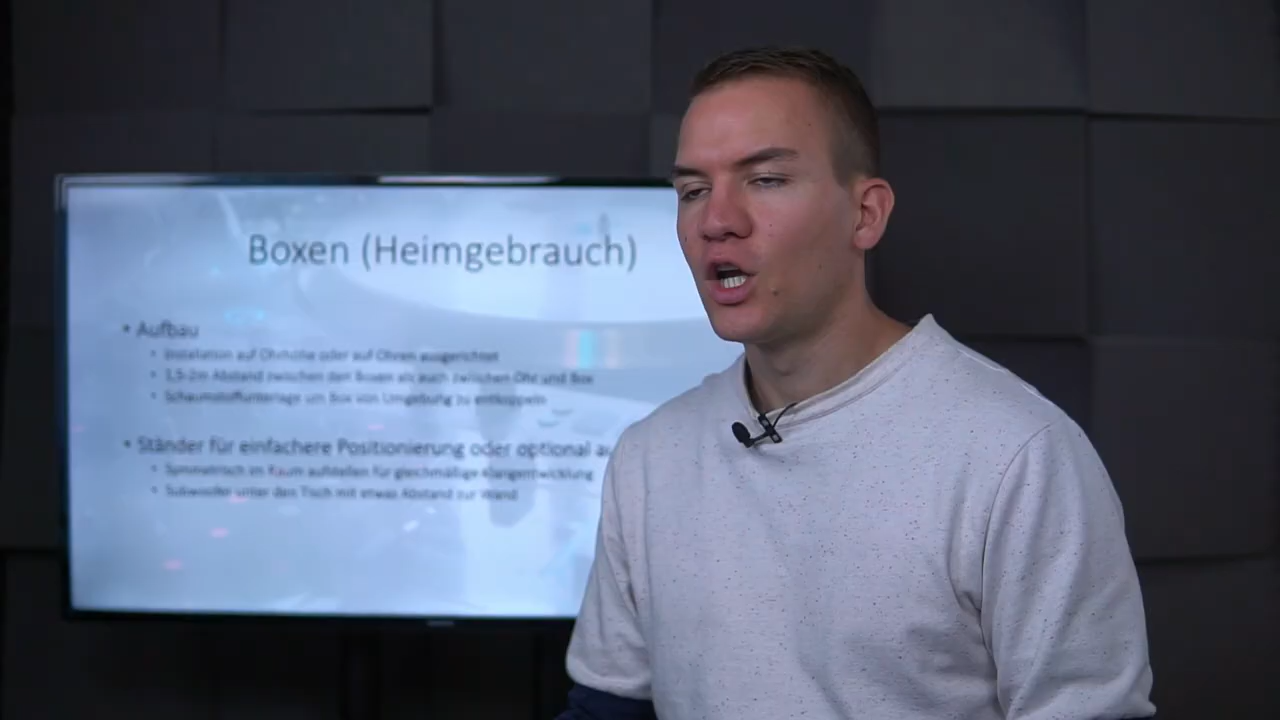 Boxen (Heimgebrauch)
• Aufbau
• Installation auf Ohrhöhe oder auf Ohren ausgerichtet
• 1,5-2m Abstand zwischen den Boxen als auch zwischen Ohr und Box
• Schaumstoffunterlage um Box von Umgebung zu entkoppeln
• Ständer für einfachere Positionierung oder optional au
• Symmetrisch im Raum aufstellen für gleichmäßige Klangentwicklung
• Subwoofer unter den Tisch mit etwas Abstand zur Wand